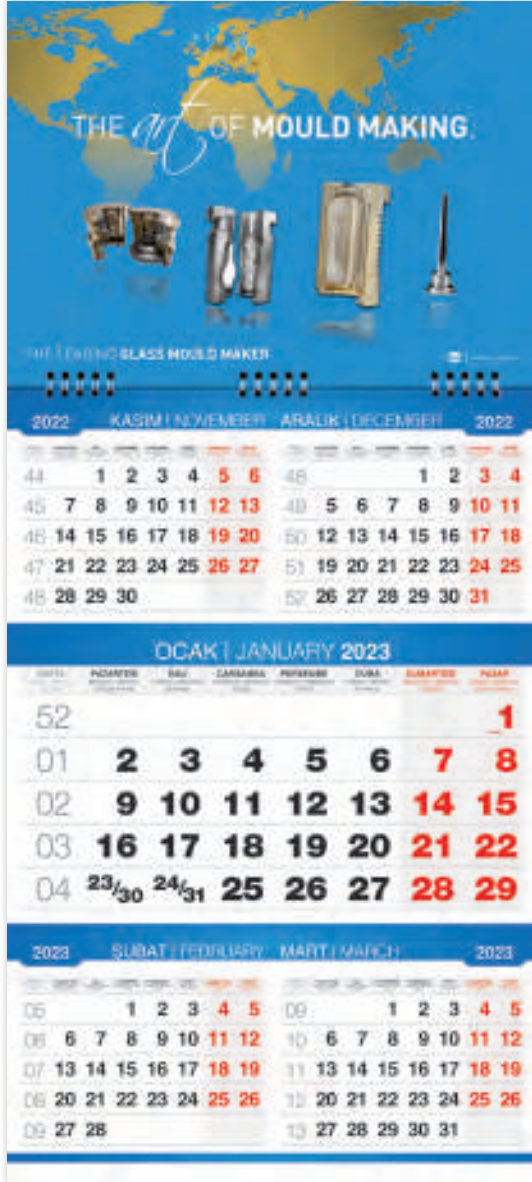 THE art OF MOULD MAKING.
THE LEADING GLASS MOULD MAKER
2022 KASIM | NOVEMBER ARALIK | DECEMBER 2022
44 1 2 3 4 5 6 48 1 2 3 4
45 7 8 9 10 11 12 13 49 5 6 7 8 9 10 11
46 14 15 16 17 18 19 20 50 12 13 14 15 16 17 18
47 21 22 23 24 25 26 27 51 19 20 21 22 23 24 25
48 28 29 30 52 26 27 28 29 30 31
OCAK | JANUARY 2023
PAZARTESİ SALI ÇARŞAMBA PERŞEMBE CUMA CUMARTESİ PAZAR
52 1
01 2 3 4 5 6 7 8
02 9 10 11 12 13 14 15
03 16 17 18 19 20 21 22
04 23/30 24/31 25 26 27 28 29
2023 ŞUBAT | FEBRUARY MART | MARCH 2023
05 1 2 3 4 5 09 1 2 3 4 5
06 6 7 8 9 10 11 12 10 6 7 8 9 10 11 12
07 13 14 15 16 17 18 19 11 13 14 15 16 17 18 19
08 20 21 22 23 24 25 26 12 20 21 22 23 24 25 26
09 27 28 13 27 28 29 30 31